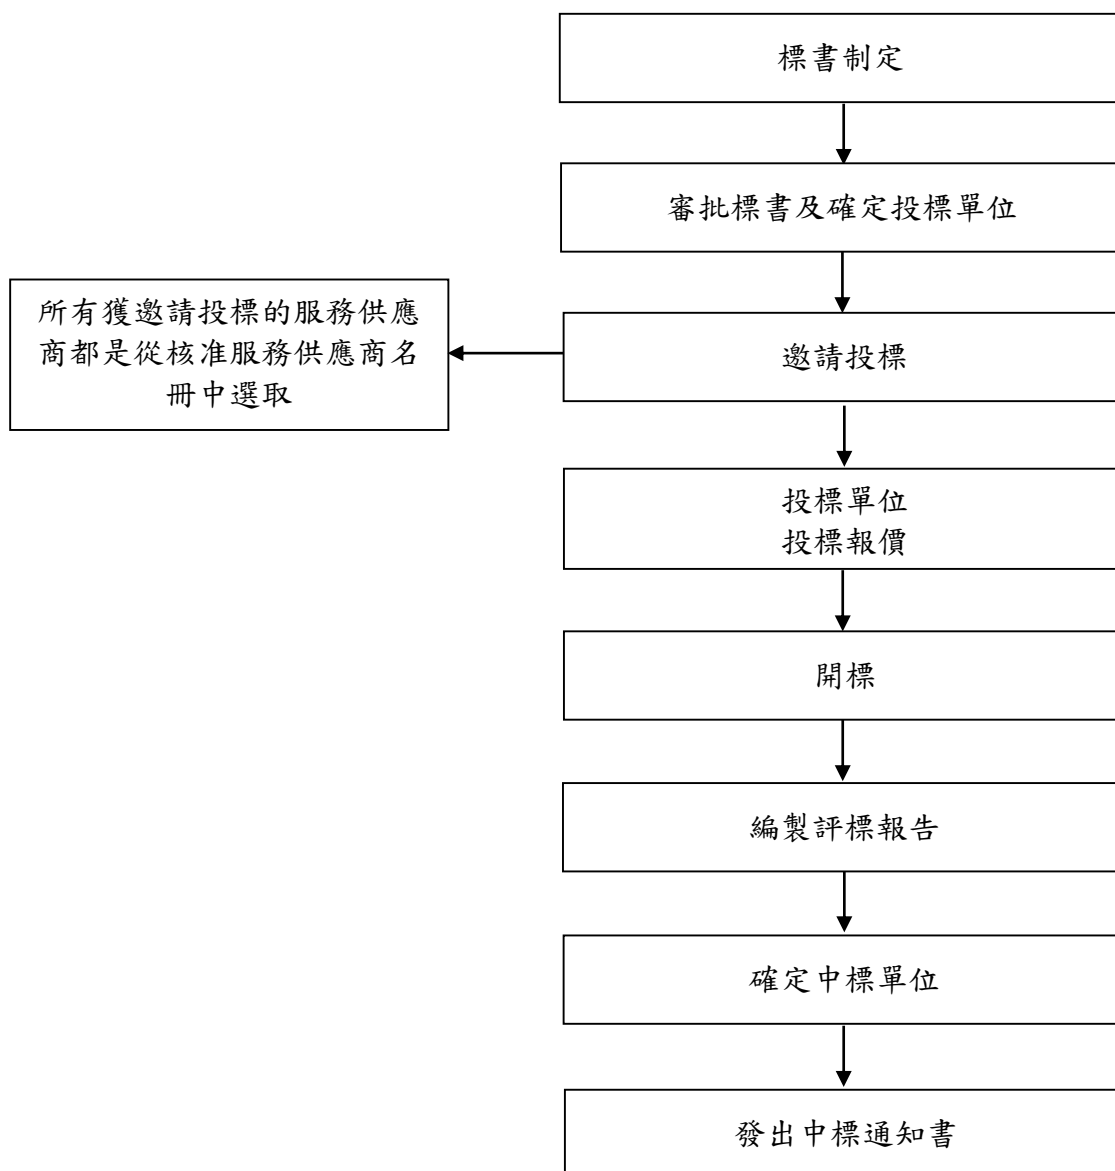 標書制定
審批標書及確定投標單位
所有獲邀請投標的服務供應
商都是從核准服務供應商名
冊中選取
邀請投標
投標單位
投標報價
開標
編製評標報告
確定中標單位
發出中標通知書